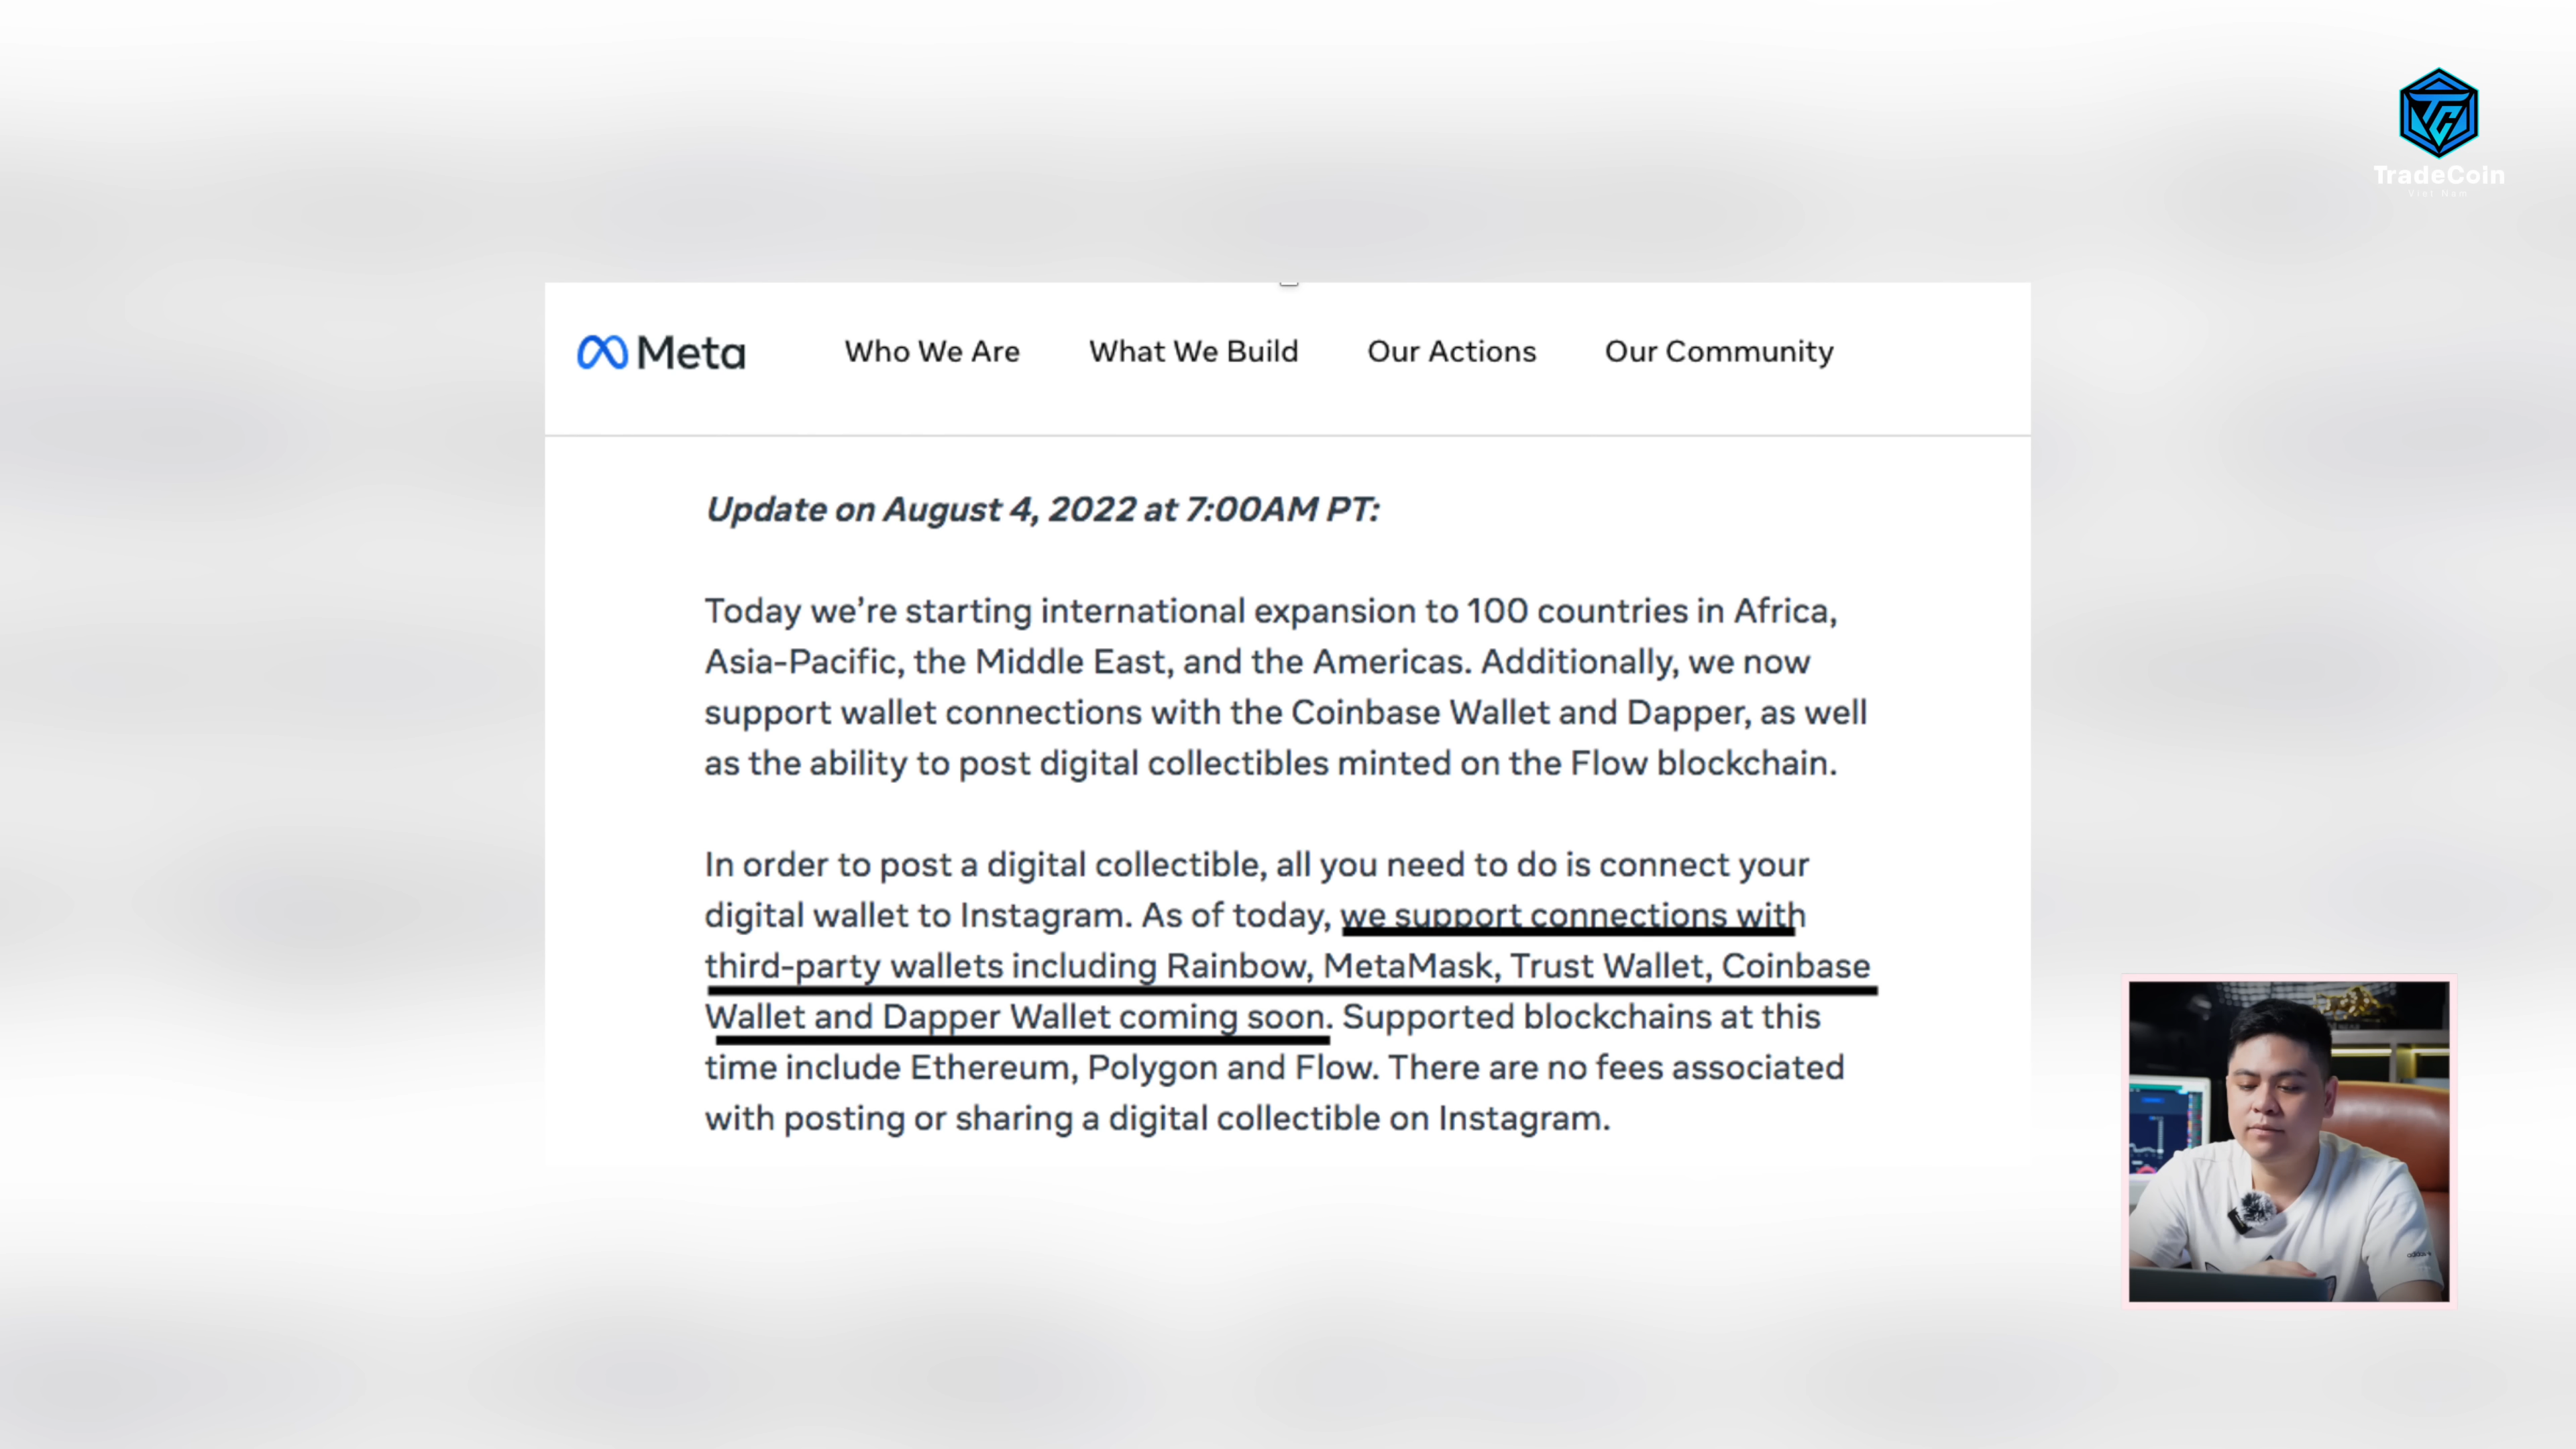 TradeCoin
Viet Nam
Meta
Who We Are
What We Build
Our Actions
Our Community
Update on August 4, 2022 at 7:00AM PT:
Today we’re starting international expansion to 100 countries in Africa,
Asia-Pacific, the Middle East, and the Americas. Additionally, we now
support wallet connections with the Coinbase Wallet and Dapper, as well
as the ability to post digital collectibles minted on the Flow blockchain.
In order to post a digital collectible, all you need to do is connect your
digital wallet to Instagram. As of today, we support connections with
third-party wallets including Rainbow, MetaMask, Trust Wallet, Coinbase
Wallet and Dapper Wallet coming soon. Supported blockchains at this
time include Ethereum, Polygon and Flow. There are no fees associated
with posting or sharing a digital collectible on Instagram.
adidas